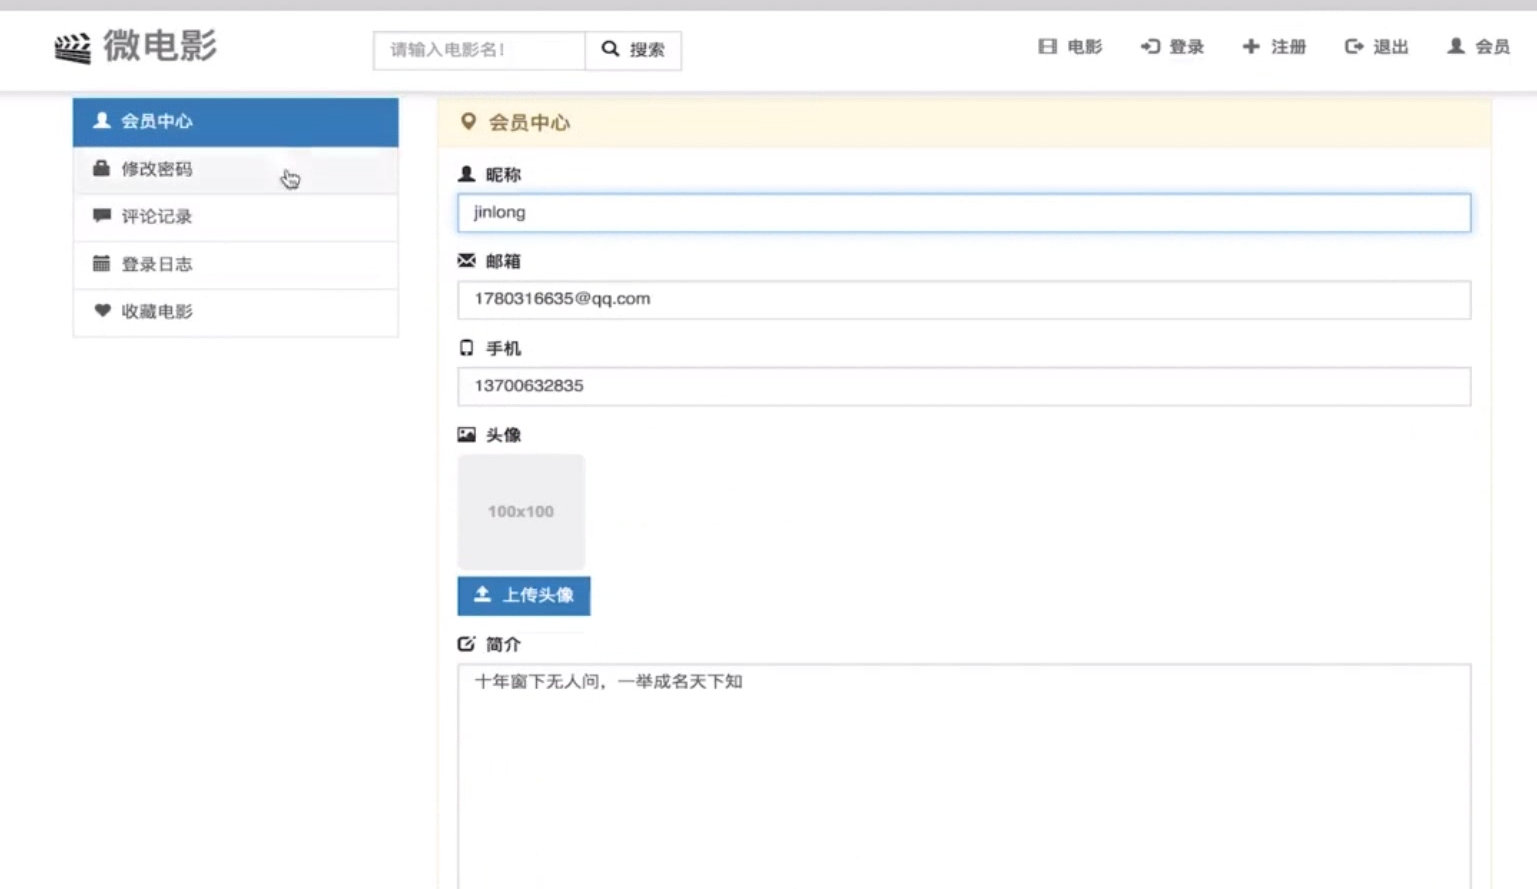 微电影
请输入电影名!
搜索
电影
登录
注册
退出
会员
会员中心
修改密码
评论记录
登录日志
收藏电影
会员中心
昵称
jinlong
邮箱
1780316635@qq.com
手机
13700632835
头像
100x100
上传头像
简介
十年窗下无人问，一举成名天下知